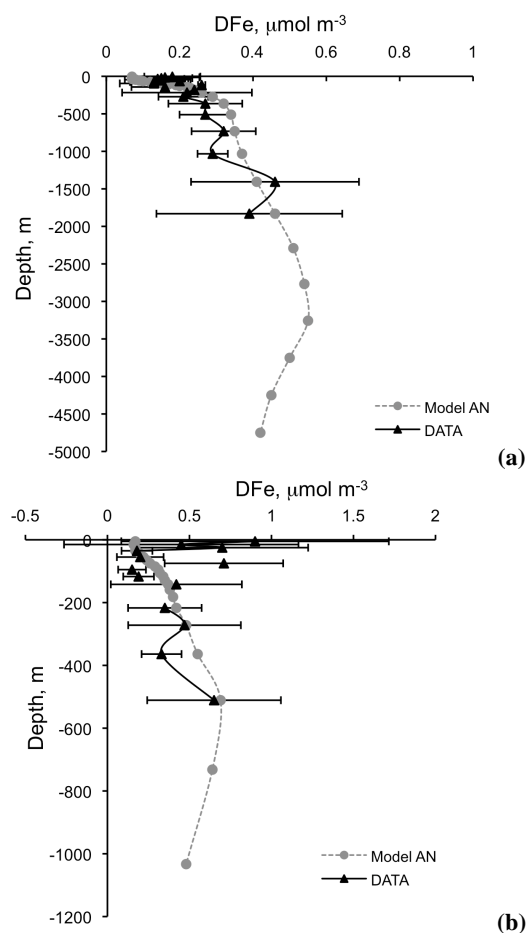 DFe, μmol m-3
0 0.2 0.4 0.6 0.8 1
0
-500
-1000
-1500
-2000
-2500
-3000
-3500
-4000
-4500
-5000
Depth, m
Model AN
DATA
(a)
DFe, μmol m-3
-0.5 0 0.5 1 1.5 2
0
-200
-400
-600
-800
-1000
-1200
Depth, m
Model AN
DATA
(b)